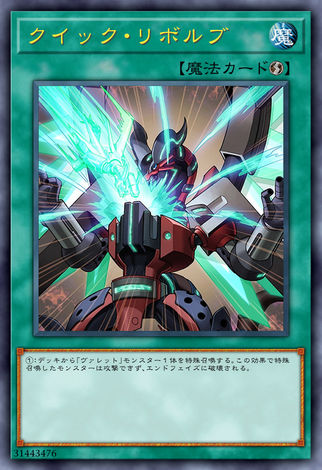 クイック・リボルブ
魔
【魔法カード】
①:デッキから「ヴァレット」モンスター1体を特殊召喚する。この効果で特殊
召喚したモンスターは攻撃できず、エンドフェイズに破壊される。
31443476